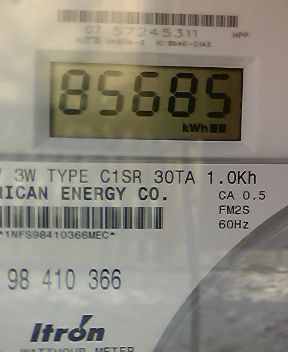 07 57245311 HPP
85685
kWh
3W TYPE C1SR 30TA 1.0Kh
RICAN ENERGY CO. CA 0.5
FM2S
60Hz
*1NFS98410366MEC*
98 410 366
Itron
WATTHOUR METER